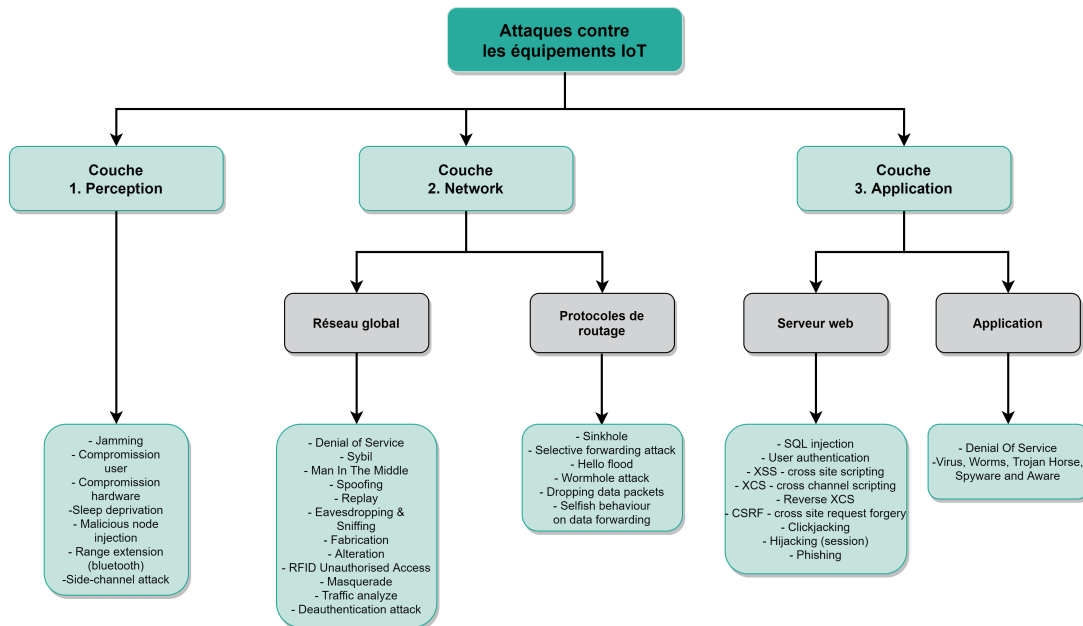 Attaques contre
les équipements IoT
Couche
1. Perception
Couche
2. Network
Couche
3. Application
Réseau global
Protocoles de
routage
Serveur web
Application
- Jamming
- Compromission
user
- Compromission
hardware
-Sleep deprivation
- Malicious node
injection
- Range extension
(bluetooth)
-Side-channel attack
- Denial of Service
- Sybil
- Man In The Middle
- Spoofing
- Replay
- Eavesdropping &
Sniffing
- Fabrication
- Alteration
- RFID Unauthorised Access
- Masquerade
- Traffic analyze
- Deauthentication attack
- Sinkhole
- Selective forwarding attack
- Hello flood
- Wormhole attack
- Dropping data packets
- Selfish behaviour
on data forwarding
- SQL injection
- User authentication
- XSS - cross site scripting
- XCS - cross channel scripting
- Reverse XCS
- CSRF - cross site request forgery
- Clickjacking
- Hijacking (session)
- Phishing
- Denial Of Service
-Virus, Worms, Trojan Horse,
Spyware and Aware